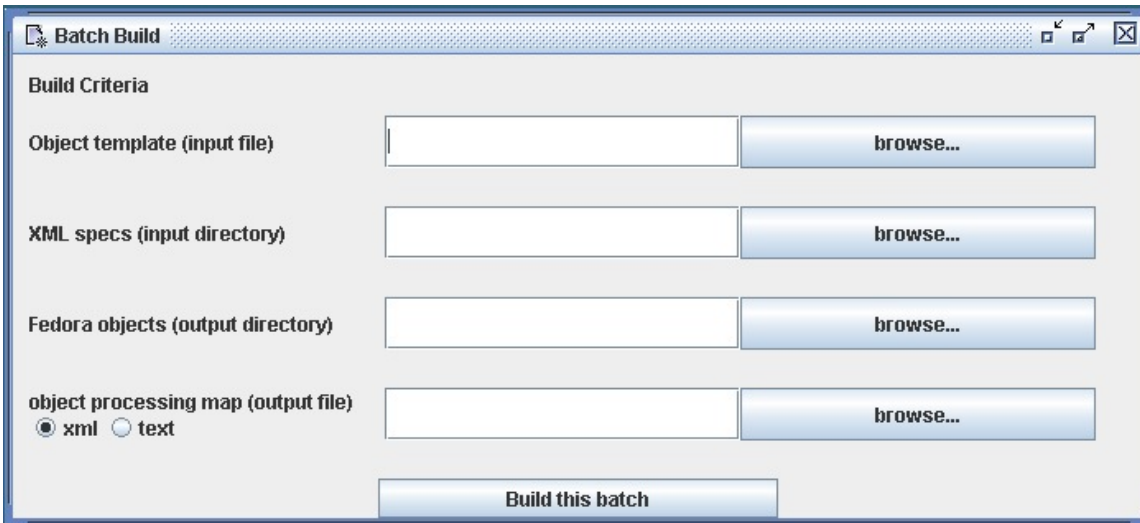 Batch Build
Build Criteria
Object template (input file) browse...
XML specs (input directory) browse...
Fedora objects (output directory) browse...
object processing map (output file) browse...
xml text
Build this batch